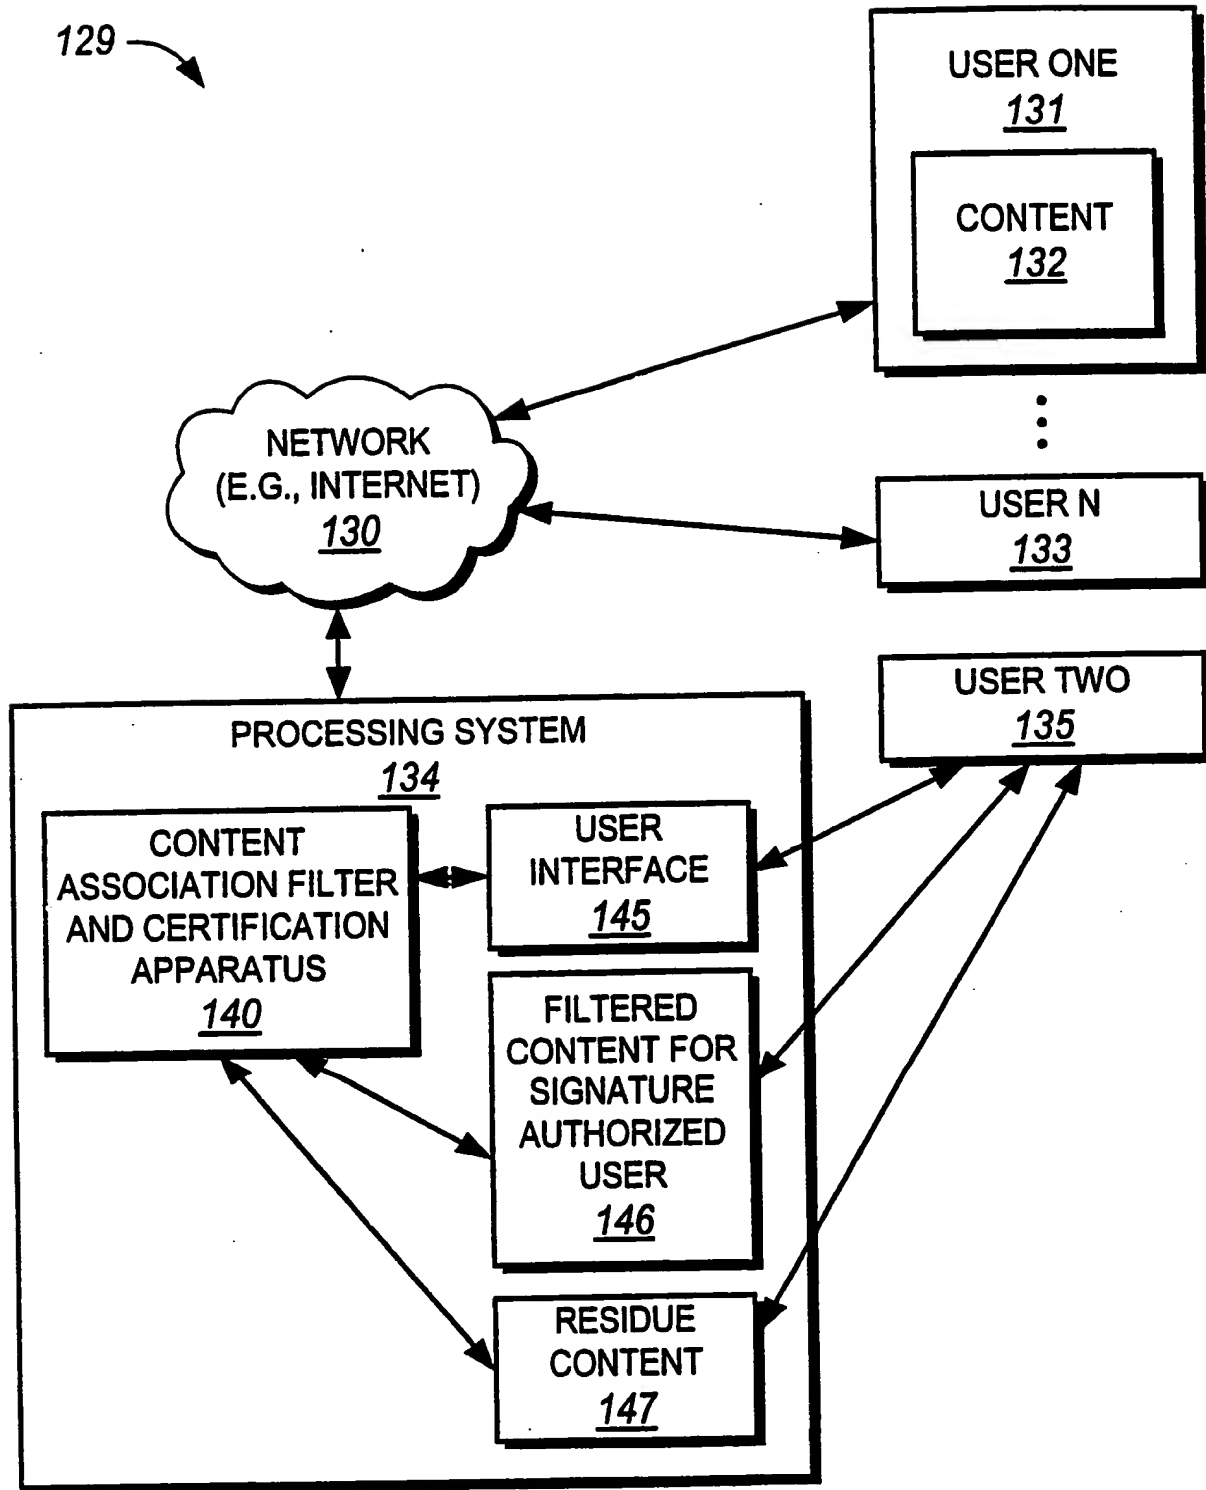 129
USER ONE
131
CONTENT
132
NETWORK
(E.G., INTERNET)
130
USER N
133
USER TWO
135
PROCESSING SYSTEM
134
CONTENT
ASSOCIATION FILTER
AND CERTIFICATION
APPARATUS
140
USER
INTERFACE
145
FILTERED
CONTENT FOR
SIGNATURE
AUTHORIZED
USER
146
RESIDUE
CONTENT
147